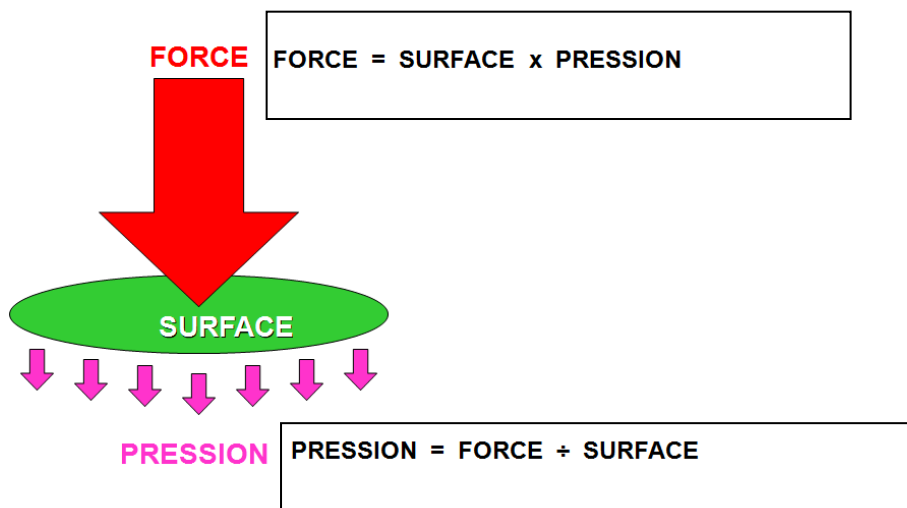 FORCE
FORCE = SURFACE x PRESSION
SURFACE
PRESSION
PRESSION = FORCE ÷ SURFACE